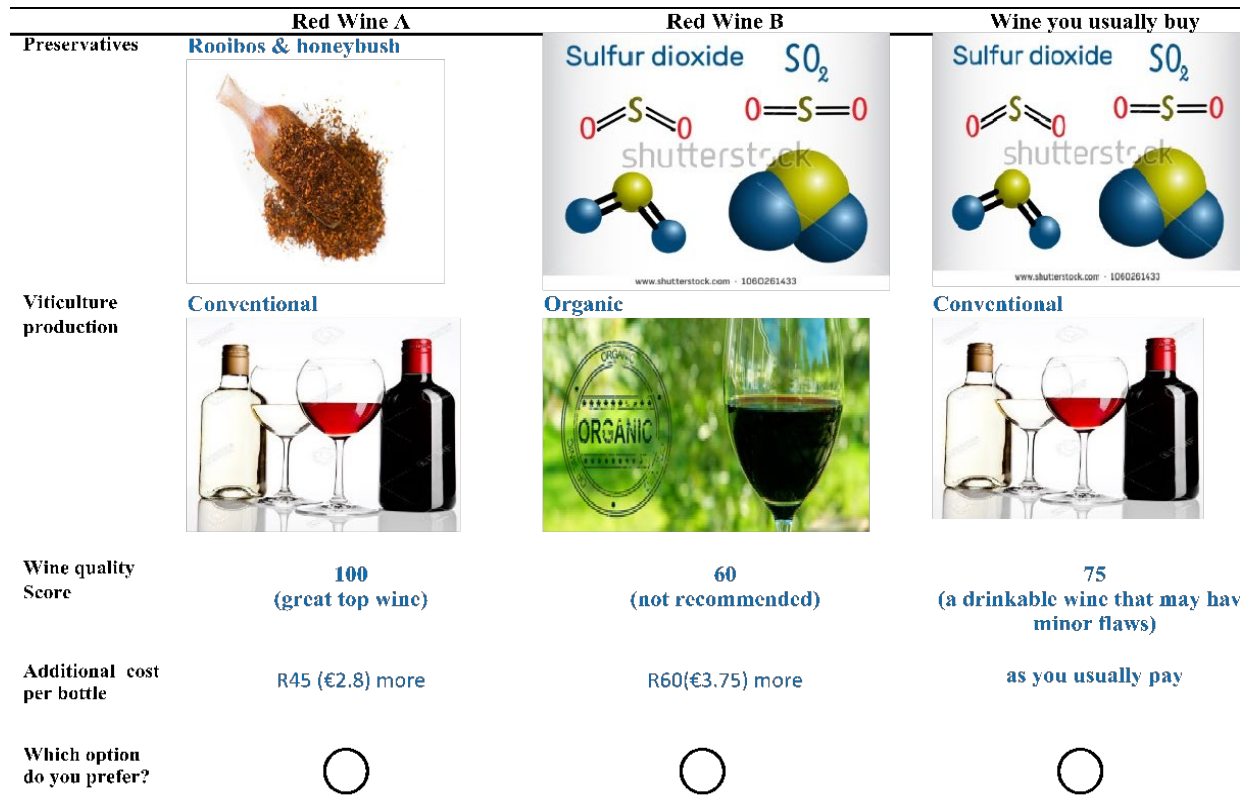 Red Wine A Red Wine B Wine you usually buy
Preservatives Rooibos & honeybush
Sulfur dioxide SO2
O S O O S O
shutterstock
www.shutterstock.com · 1060261433
Sulfur dioxide SO2
O S O O S O
shutterstock
www.shutterstock.com · 1060261433
Viticulture
production
Conventional Organic Conventional
ORGANIC
ORGANIC
Wine quality
Score
100
(great top wine)
60
(not recommended)
75
(a drinkable wine that may hav
minor flaws)
Additional cost
per bottle
R45 (€2.8) more R60(€3.75) more as you usually pay
Which option
do you prefer?